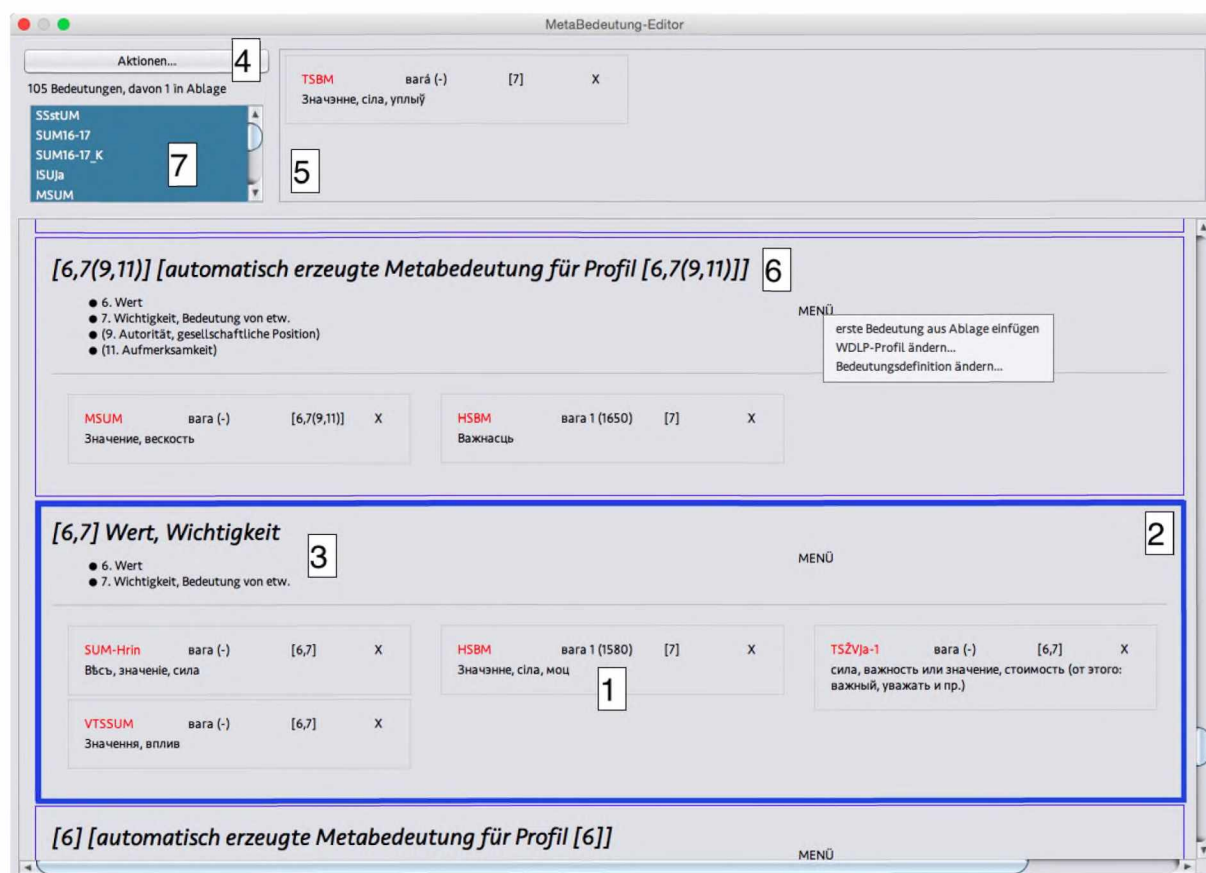 MetaBedeutung-Editor
Aktionen...
4
105 Bedeutungen, davon 1 in Ablage
SSstUM
SUM16-17
SUM16-17_K
ISUJa
MSUM
7
TSBM вага́ (-) [7] X
Значэнне, сіла, уплыў
5
[6,7(9,11)] [automatisch erzeugte Metabedeutung für Profil [6,7(9,11)]]
6
● 6. Wert
● 7. Wichtigkeit, Bedeutung von etw.
● (9. Autorität, gesellschaftliche Position)
● (11. Aufmerksamkeit)
MENÜ
erste Bedeutung aus Ablage einfügen
WDLP-Profil ändern...
Bedeutungsdefinition ändern...
MSUM вага (-) [6,7(9,11)] X
Значение, вескость
HSBM вага 1 (1650) [7] X
Важнасць
[6,7] Wert, Wichtigkeit
2
3
● 6. Wert
● 7. Wichtigkeit, Bedeutung von etw.
MENÜ
SUM-Hrin вага (-) [6,7] X
Вѣсъ, значеніе, сила
HSBM вага 1 (1580) [7] X
Значэнне, сіла, моц
1
TSŽVJa-1 вага (-) [6,7] X
сила, важность или значение, стоимость (от этого:
важный, уважать и пр.)
VTSSUM вага (-) [6,7] X
Значення, вплив
[6] [automatisch erzeugte Metabedeutung für Profil [6]]
MENÜ